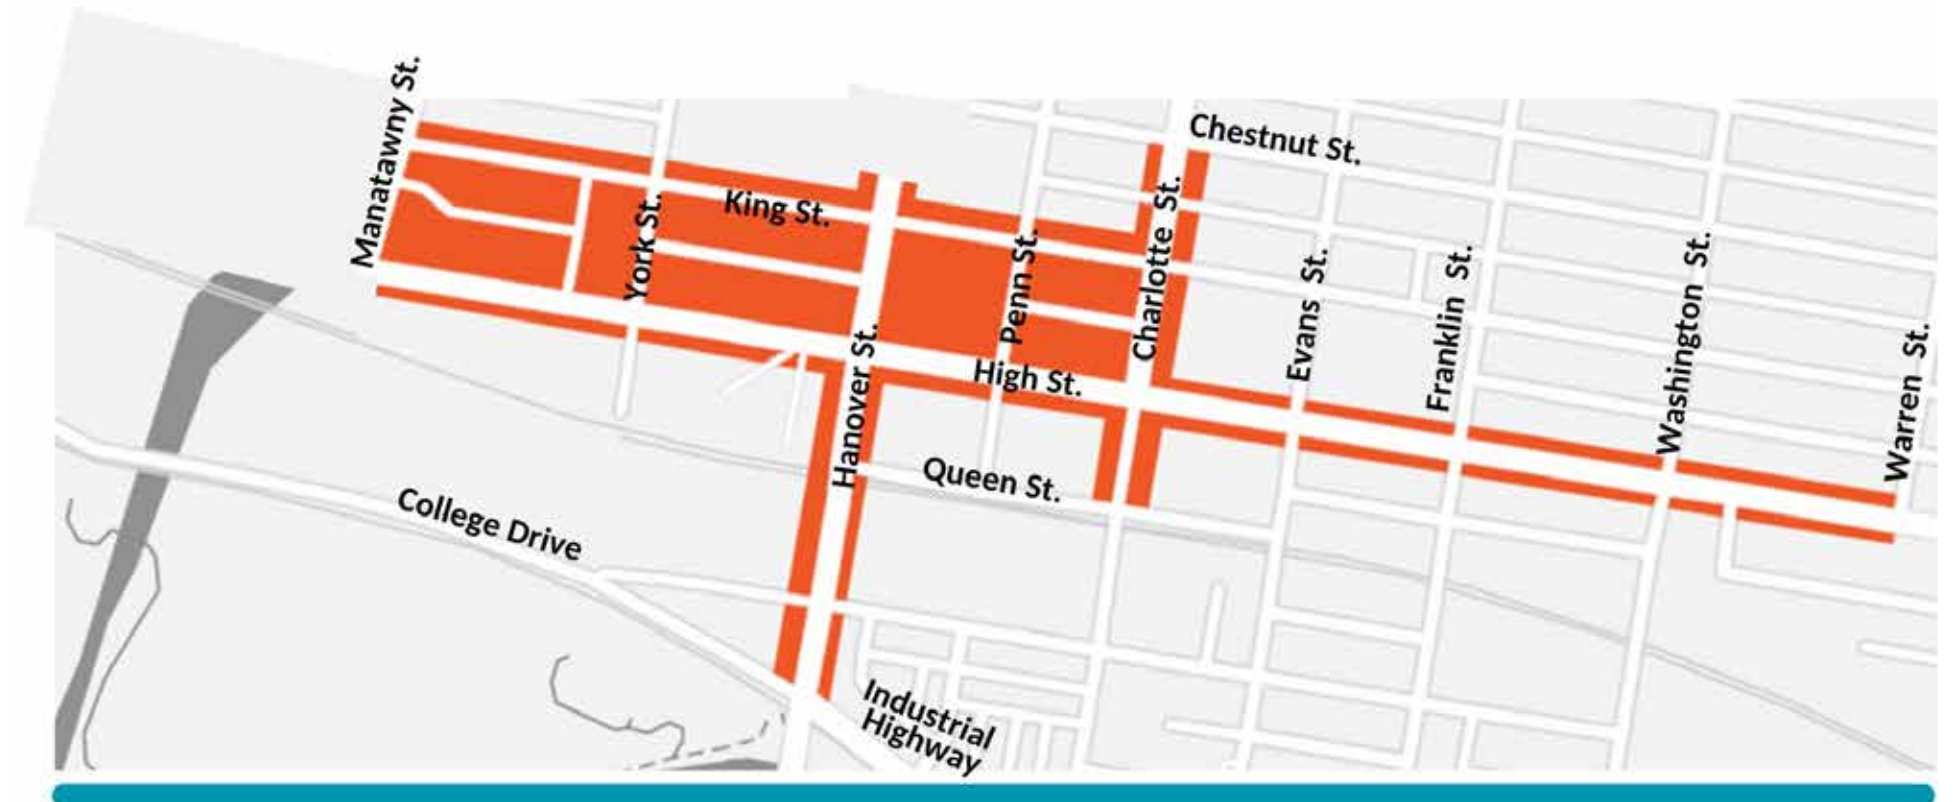 Manatawny St.
Chestnut St.
King St.
York St.
Penn St.
Charlotte St.
Hanover St.
High St.
Evans St.
Franklin St.
Washington St.
Warren St.
Queen St.
College Drive
Industrial
Highway